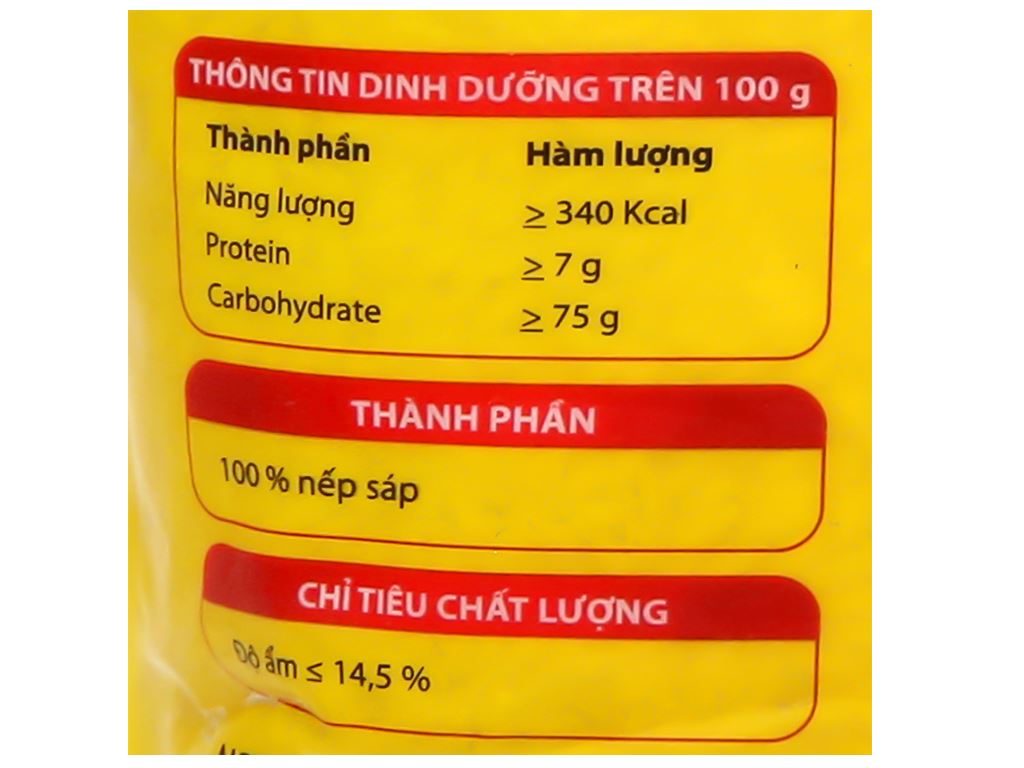 THÔNG TIN DINH DƯỠNG TRÊN 100 g
Thành phần Hàm lượng
Năng lượng ≥ 340 Kcal
Protein ≥ 7 g
Carbohydrate ≥ 75 g
THÀNH PHẦN
100 % nếp sáp
CHỈ TIÊU CHẤT LƯỢNG
Độ ẩm ≤ 14,5 %